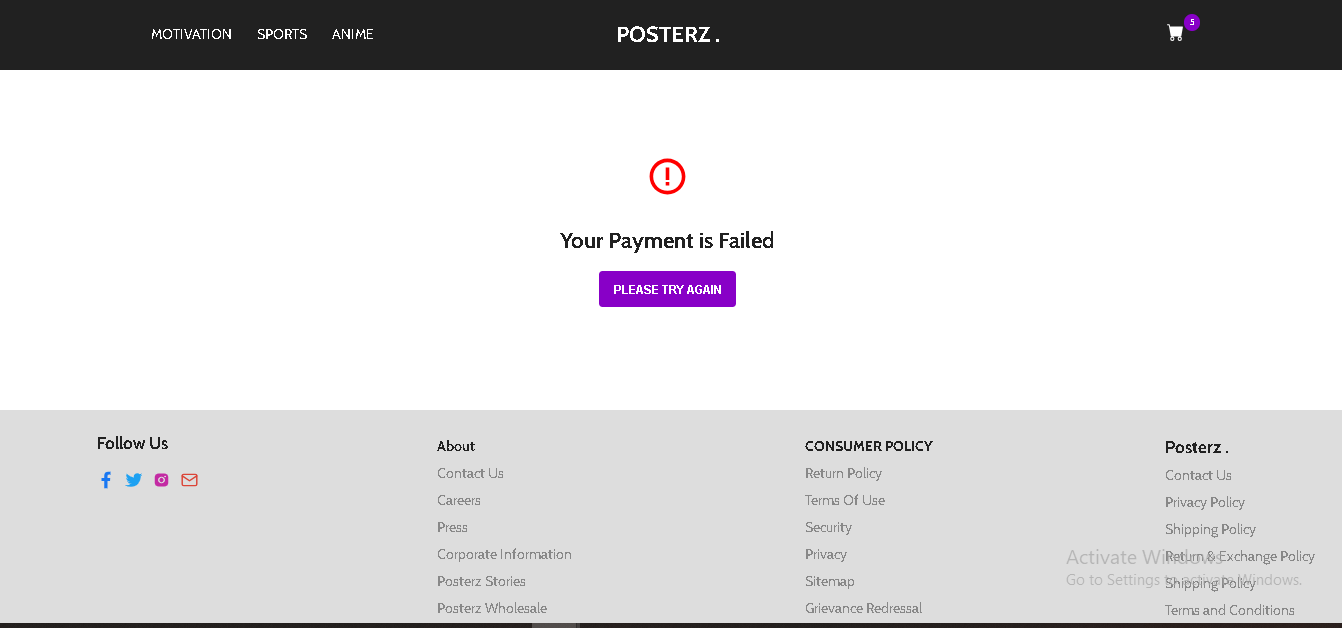 MOTIVATION SPORTS ANIME POSTERZ . 5
Your Payment is Failed
PLEASE TRY AGAIN
Follow Us
About
Contact Us
Careers
Press
Corporate Information
Posterz Stories
Posterz Wholesale
CONSUMER POLICY
Return Policy
Terms Of Use
Security
Privacy
Sitemap
Grievance Redressal
Posterz .
Contact Us
Privacy Policy
Shipping Policy
Return & Exchange Policy
Shipping Policy
Terms and Conditions
Activate Windows
Go to Settings to activate Windows.